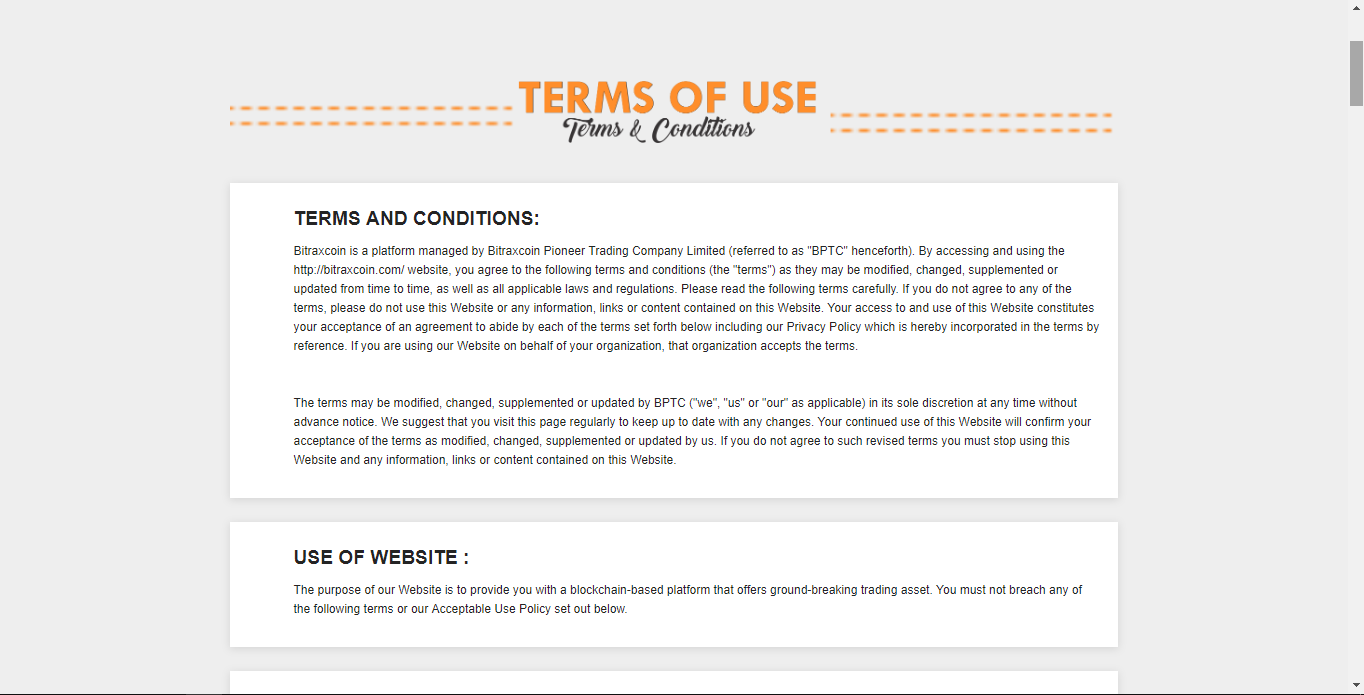 TERMS OF USE
Terms & Conditions
TERMS AND CONDITIONS:
Bitraxcoin is a platform managed by Bitraxcoin Pioneer Trading Company Limited (referred to as "BPTC" henceforth). By accessing and using the
http://bitraxcoin.com/ website, you agree to the following terms and conditions (the "terms") as they may be modified, changed, supplemented or
updated from time to time, as well as all applicable laws and regulations. Please read the following terms carefully. If you do not agree to any of the
terms, please do not use this Website or any information, links or content contained on this Website. Your access to and use of this Website constitutes
your acceptance of an agreement to abide by each of the terms set forth below including our Privacy Policy which is hereby incorporated in the terms by
reference. If you are using our Website on behalf of your organization, that organization accepts the terms.
The terms may be modified, changed, supplemented or updated by BPTC ("we", "us" or "our" as applicable) in its sole discretion at any time without
advance notice. We suggest that you visit this page regularly to keep up to date with any changes. Your continued use of this Website will confirm your
acceptance of the terms as modified, changed, supplemented or updated by us. If you do not agree to such revised terms you must stop using this
Website and any information, links or content contained on this Website.
USE OF WEBSITE :
The purpose of our Website is to provide you with a blockchain-based platform that offers ground-breaking trading asset. You must not breach any of
the following terms or our Acceptable Use Policy set out below.